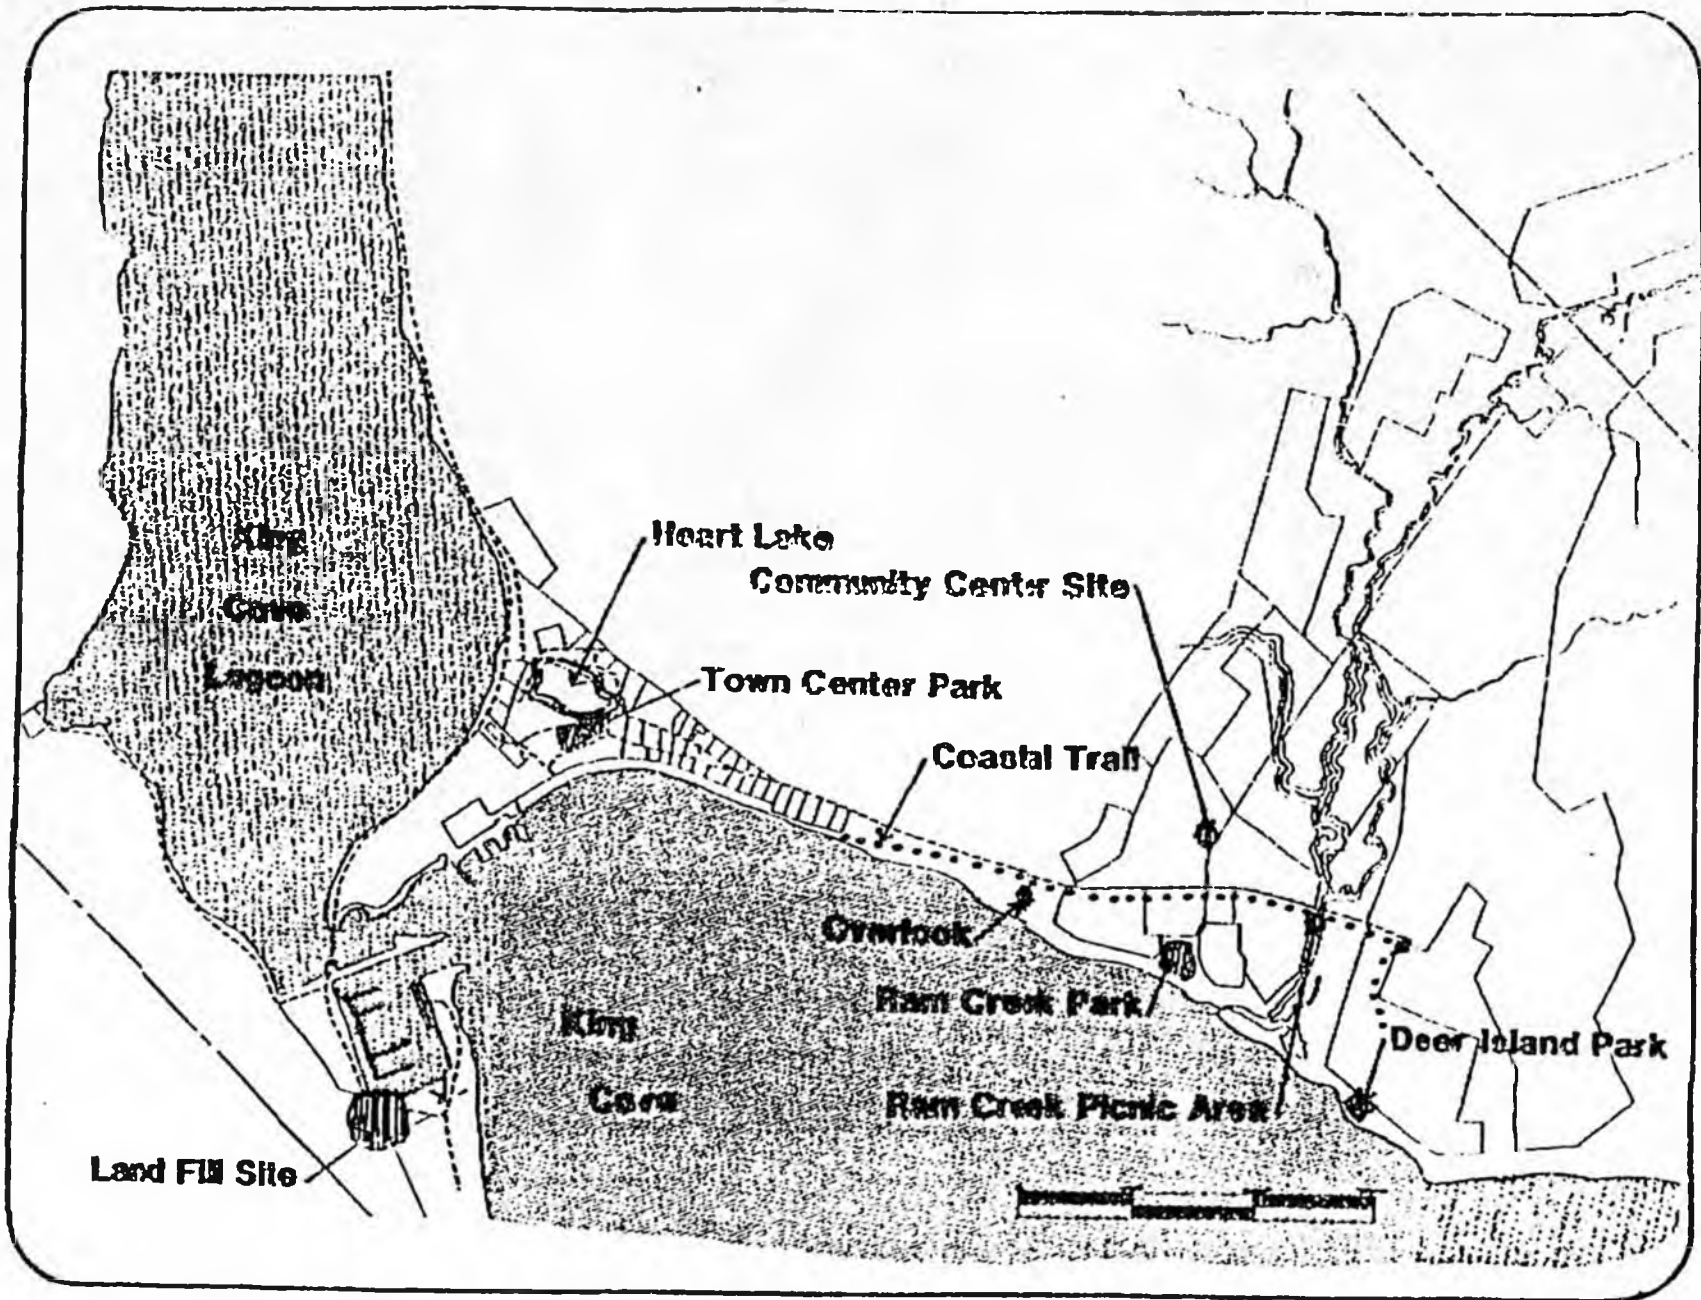 Heart Lake
Community Center Site
King
Cove
Lagoon
Town Center Park
Coastal Trail
Overlook
Ram Creek Park
King
Cove
Deer Island Park
Ram Creek Picnic Area
Land Fill Site